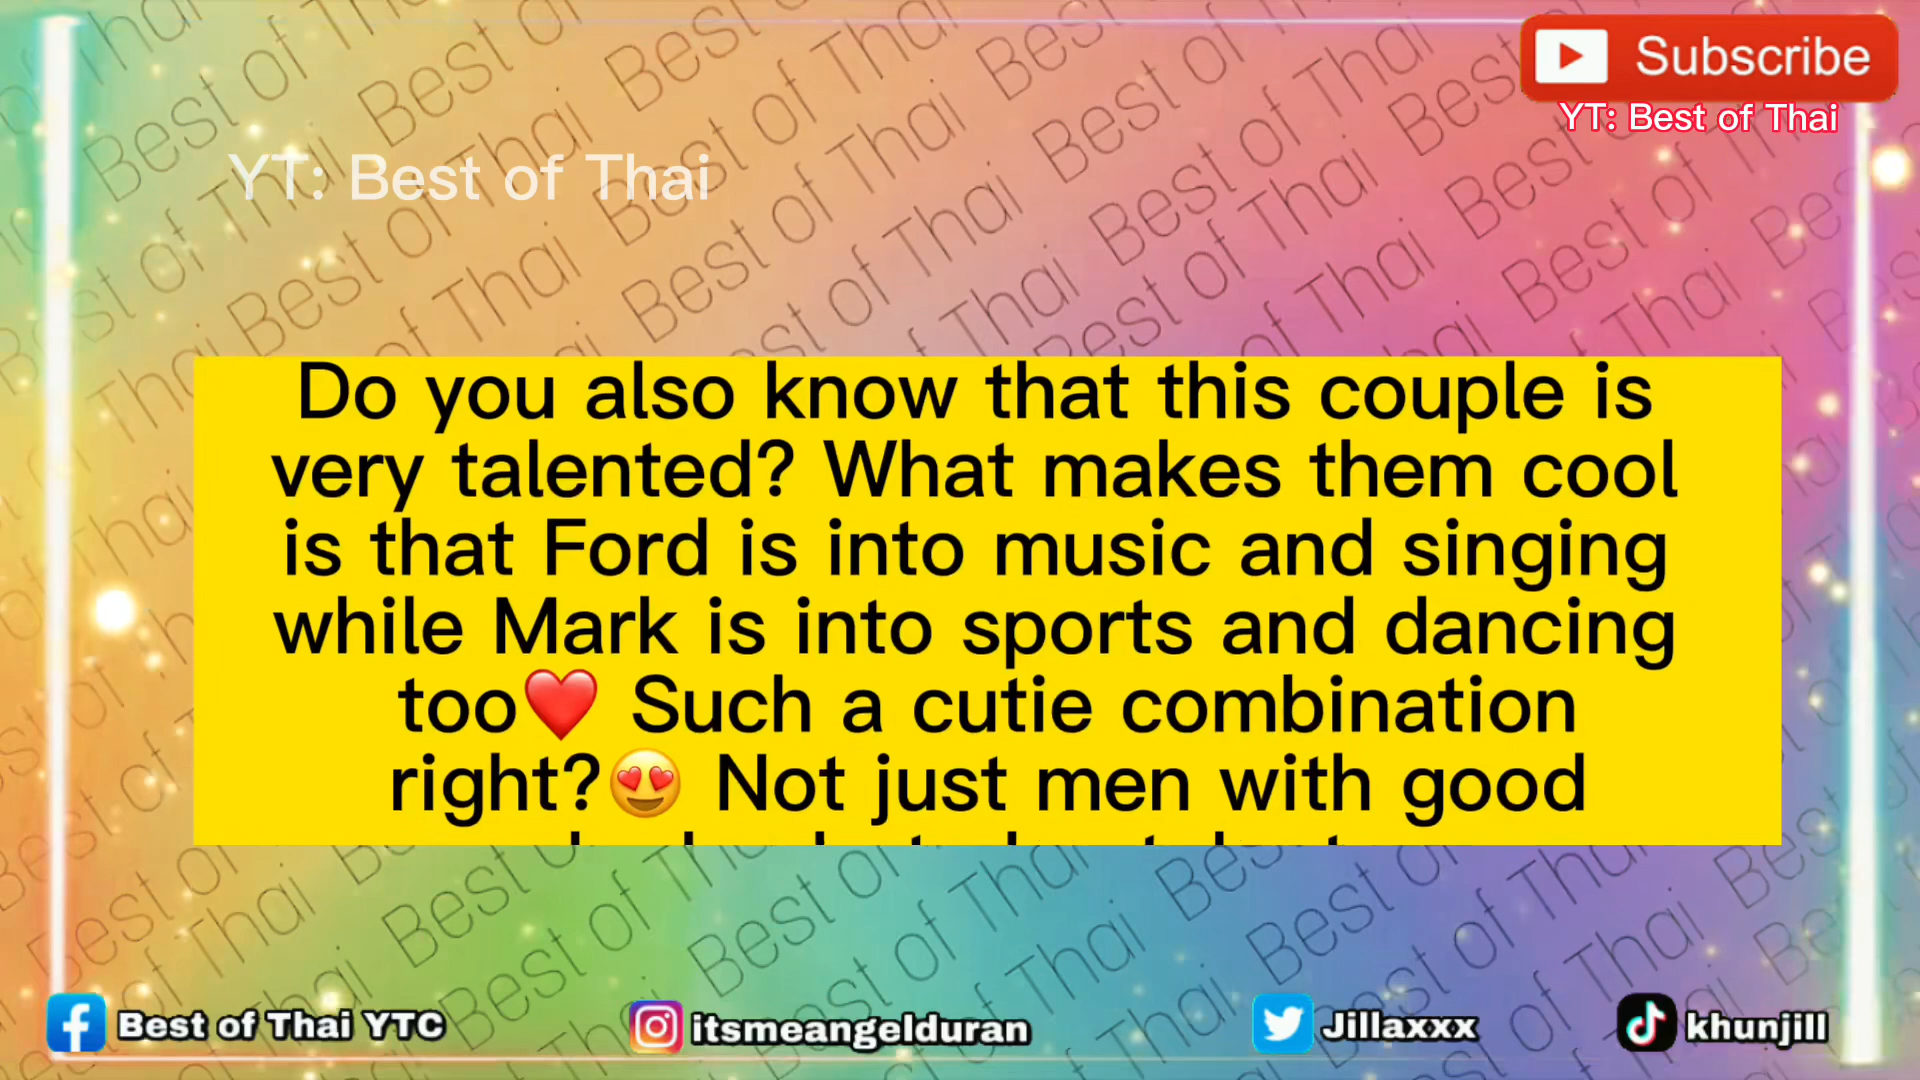 Subscribe
YT: Best of Thai
YT: Best of Thai
Do you also know that this couple is
very talented? What makes them cool
is that Ford is into music and singing
while Mark is into sports and dancing
too❤️ Such a cutie combination
right?😍 Not just men with good
Best of Thai YTC
itsmeangelduran
Jillaxxx
khunjill